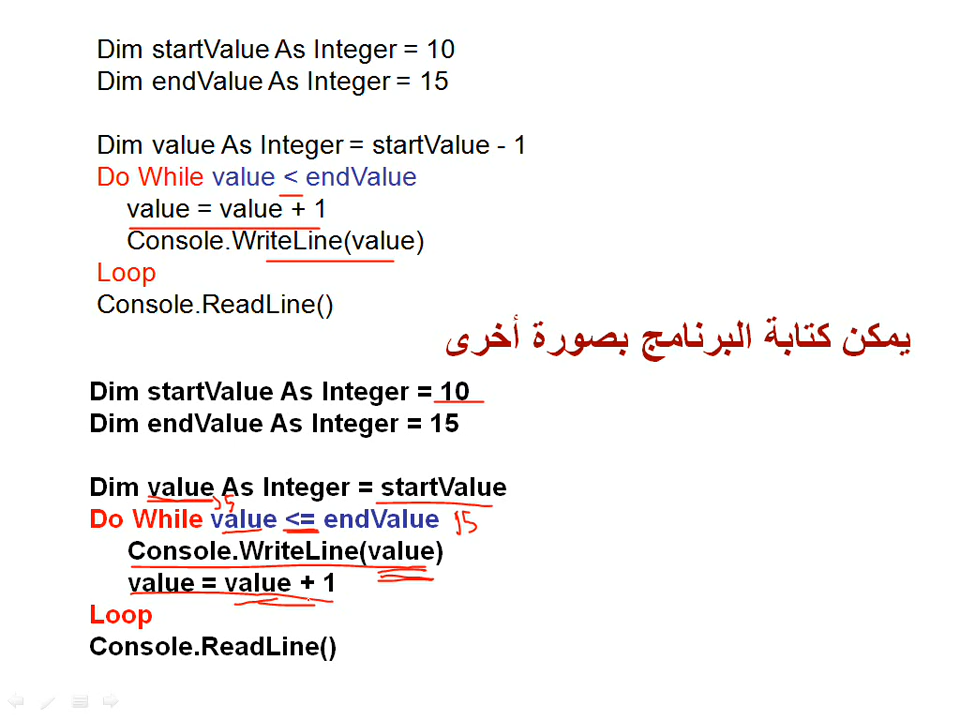 Dim startValue As Integer = 10
Dim endValue As Integer = 15
Dim value As Integer = startValue - 1
Do While value < endValue
value = value + 1
Console.WriteLine(value)
Loop
Console.ReadLine()
يمكن كتابة البرنامج بصورة أخرى
Dim startValue As Integer = 10
Dim endValue As Integer = 15
Dim value As Integer = startValue
Do While value <= endValue 15
Console.WriteLine(value)
value = value + 1
Loop
Console.ReadLine()